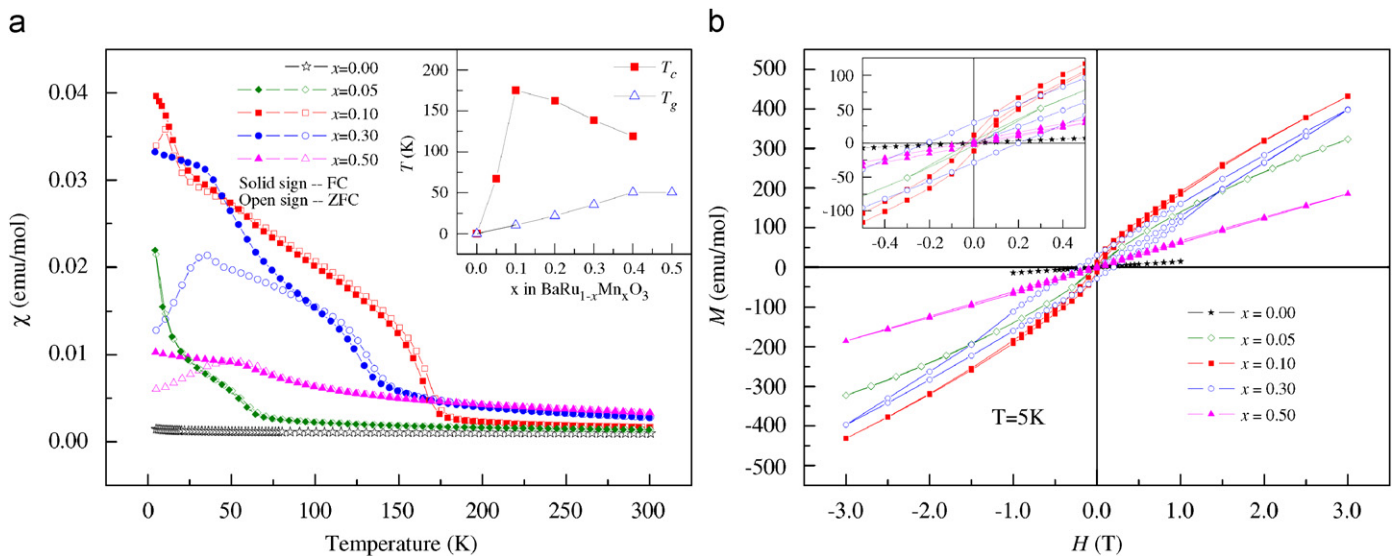 a
χ (emu/mol)
0.04
0.03
0.02
0.01
0.00
0 50 100 150 200 250 300
Temperature (K)
x=0.00
x=0.05
x=0.10
x=0.30
x=0.50
Solid sign -- FC
Open sign -- ZFC
T (K)
200
150
100
50
0
0.0 0.1 0.2 0.3 0.4 0.5
x in BaRu1-xMnxO3
Tc
Tg
b
M (emu/mol)
500
400
300
200
100
0
-100
-200
-300
-400
-500
-3.0 -2.0 -1.0 0.0 1.0 2.0 3.0
H (T)
100
50
0
-50
-100
-0.4 -0.2 0.0 0.2 0.4
x = 0.00
x = 0.05
x = 0.10
x = 0.30
x = 0.50
T=5K